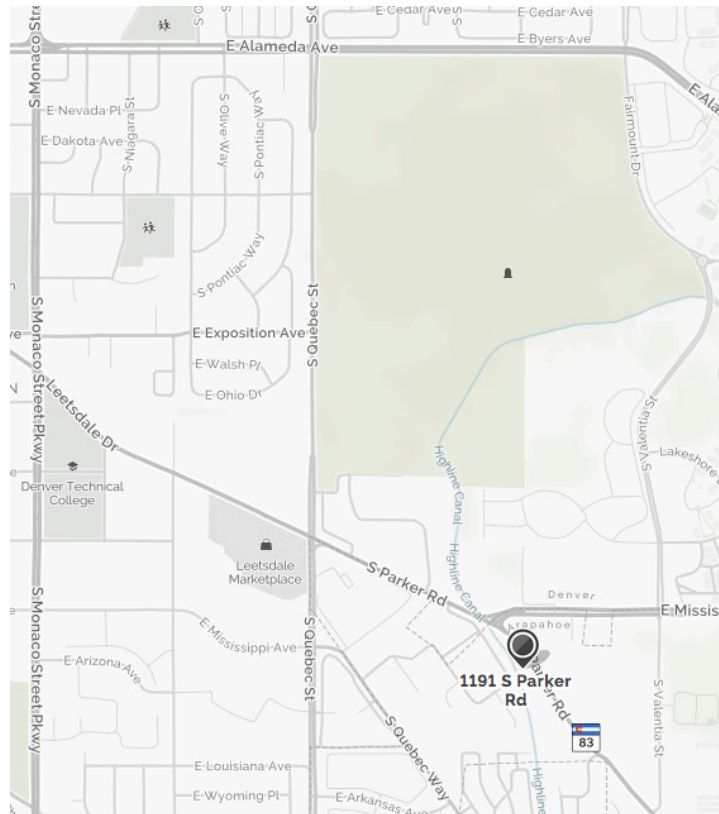 E Cedar Ave
E Cedar Ave
E Byers Ave
E Alameda Ave
S Monaco Str
E Nevada Pl
E Dakota Ave
S Niagara St
S Olive Way
S Pontiac Way
Fairmount Dr
S Pontiac Way
S Quebec St
E Exposition Ave
S Monaco Street Pkwy
E Walsh Pl
E Ohio Dr
Leetsdale Dr
S Valentia St
Lakeshore
Highline Canal
Denver Technical
College
Leetsdale
Marketplace
S Parker Rd
Highline Canal
Denver
Arapahoe
E Missis
E Mississippi Ave
S Quebec St
S Monaco Street Pkwy
E Arizona Ave
1191 S Parker
Rd
83
S Valentia St
S Quebec Way
E Louisiana Ave
E Wyoming Pl
E Arkansas Ave
Highline